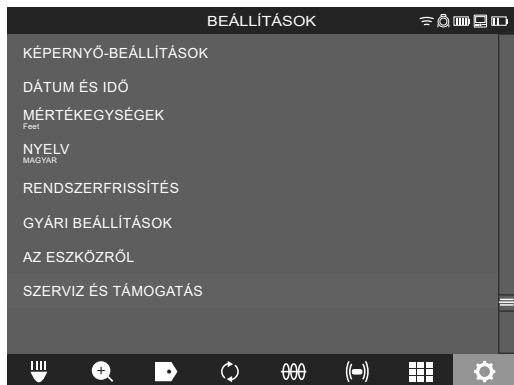 BEÁLLÍTÁSOK
KÉPERNYŐ-BEÁLLÍTÁSOK
DÁTUM ÉS IDŐ
MÉRTÉKEGYSÉGEK
Feet
NYELV
MAGYAR
RENDSZERFRISSÍTÉS
GYÁRI BEÁLLÍTÁSOK
AZ ESZKÖZRŐL
SZERVIZ ÉS TÁMOGATÁS